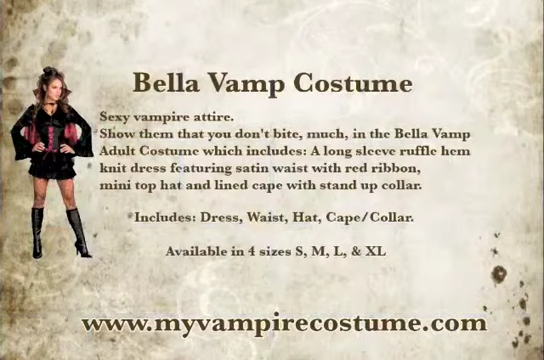 Bella Vamp Costume
Sexy vampire attire.
Show them that you don't bite, much, in the Bella Vamp
Adult Costume which includes: A long sleeve ruffle hem
knit dress featuring satin waist with red ribbon,
mini top hat and lined cape with stand up collar.
*Includes: Dress, Waist, Hat, Cape/Collar.
Available in 4 sizes S, M, L, & XL
www.myvampirecostume.com